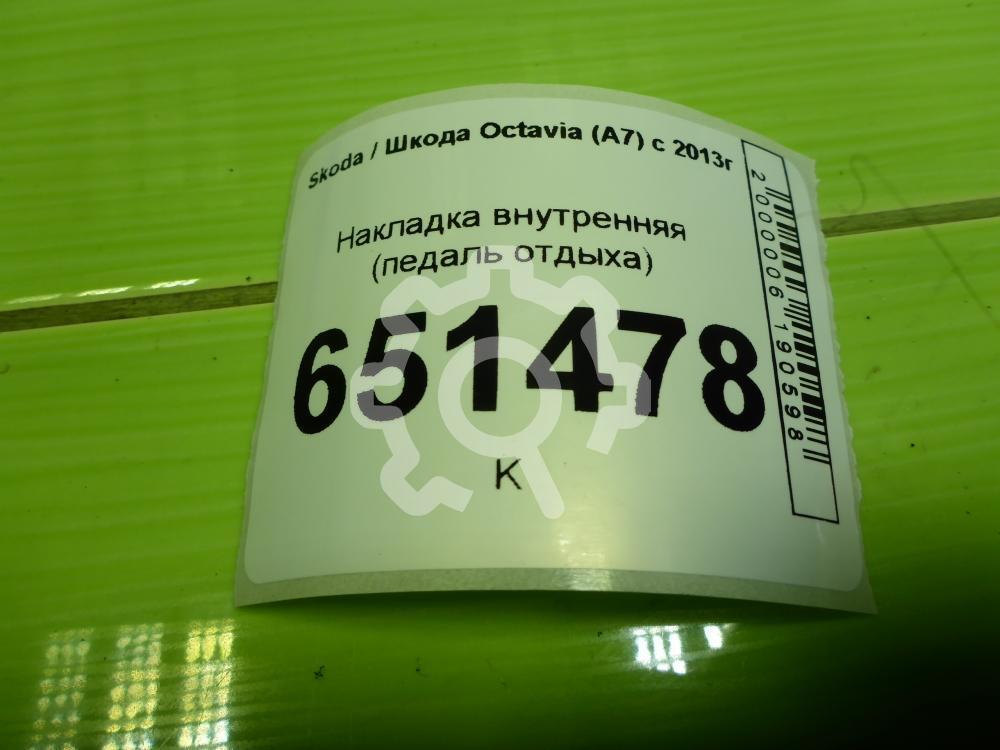 Skoda / Шкода Octavia (A7) с 2013г
Накладка внутренняя
(педаль отдыха)
651478
К
2000006190598